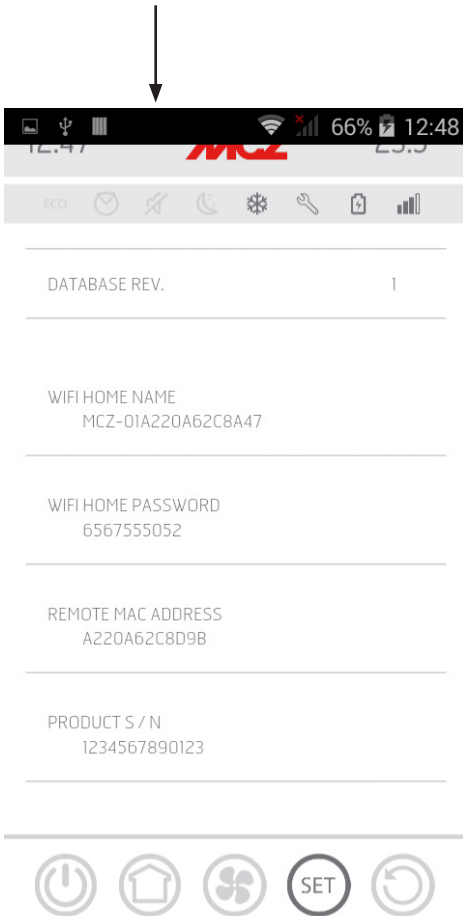 66% 12:48
MCZ
ECO
DATABASE REV. 1
WIFI HOME NAME
MCZ-01A220A62C8A47
WIFI HOME PASSWORD
6567555052
REMOTE MAC ADDRESS
A220A62C8D9B
PRODUCT S / N
1234567890123
SET